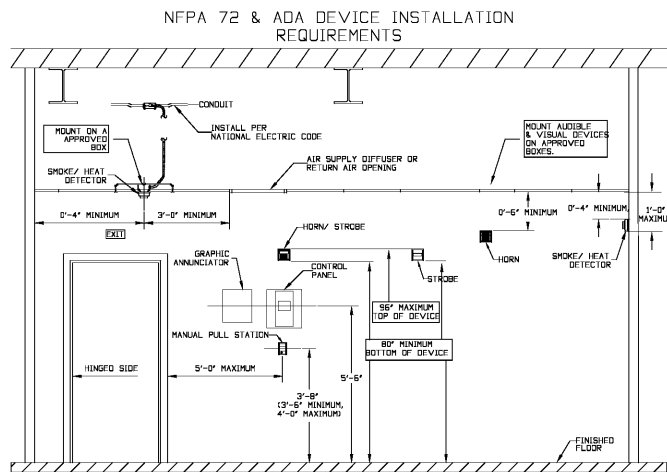 NFPA 72 & ADA DEVICE INSTALLATION
REQUIREMENTS
CONDUIT
INSTALL PER
NATIONAL ELECTRIC CODE
MOUNT ON A
APPROVED
BOX
SMOKE/ HEAT
DETECTOR
AIR SUPPLY DIFFUSER OR
RETURN AIR OPENING
MOUNT AUDIBLE
& VISUAL DEVICES
ON APPROVED
BOXES.
0'-4" MINIMUM
3'-0" MINIMUM
0'-6" MINIMUM
0'-4" MINIMUM,
1'-0"
MAXIMU
EXIT
HORN/ STROBE
HORN
SMOKE/ HEAT
DETECTOR
GRAPHIC
ANNUNCIATOR
CONTROL
PANEL
STROBE
96" MAXIMUM
TOP OF DEVICE
MANUAL PULL STATION
80" MINIMUM
BOTTOM OF DEVICE
HINGED SIDE
5'-0" MAXIMUM
5'-6"
3'-8"
(3'-6" MINIMUM,
4'-0" MAXIMUM)
FINISHED
FLOOR